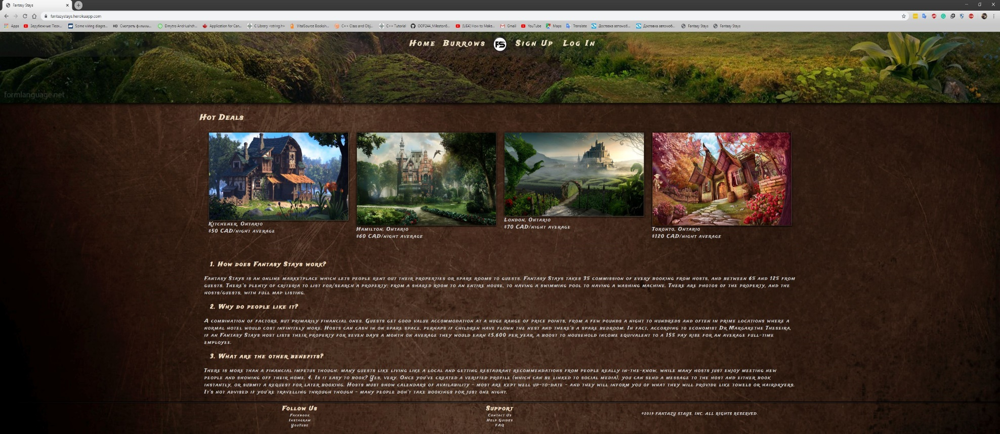 Fantasy Stays
fantazystays.herokuapp.com
Apps Зарубежные Песн... Some wiring diagra... HD Смотреть фильмы... Dmytro Andriushch... Application for Can... C Library <string.h> VitalSource Booksh... C++ Class and Obj... C++ Tutorial OOP244_Mileston6... [UE4] How to Make... Gmail YouTube Maps Translate Доставка автомоб... Доставка автомоб... Fantasy Stays Fantasy Stays
Home Burrows FS Sign Up Log In
formlanguage.net
Hot Deals
Kitchener, Ontario
$50 CAD/night average
Hamilton, Ontario
$60 CAD/night average
London, Ontario
$70 CAD/night average
Toronto, Ontario
$120 CAD/night average
1. How does Fantasy Stays work?
Fantasy Stays is an online marketplace which lets people rent out their properties or spare rooms to guests. Fantasy Stays takes 3% commission of every booking from hosts, and between 6% and 12% from
guests. There's plenty of criteria to list for/search a property: from a shared room to an entire house, to having a swimming pool to having a washing machine. There are photos of the property, and the
hosts/guests, with full map listing.
2. Why do people like it?
A combination of factors, but primarily financial ones. Guests get good value accommodation at a huge range of price points, from a few pounds a night to hundreds and often in prime locations where a
normal hotel would cost infinitely more. Hosts can cash in on spare space, perhaps if children have flown the nest and there's a spare bedroom. In fact, according to economist Dr Margarethe Theseira,
if an Fantasy Stays host lists their property for seven days a month on average they would earn £5,600 per year, a boost to household income equivalent to a 15% pay rise for an average full-time
employee.
3. What are the other benefits?
There is more than a financial impetus though: many guests like living like a local and getting restaurant recommendations from people really in-the-know, while many hosts just enjoy meeting new
people and showing off their home. 4. Is it easy to book? Yes, very. Once you've created a verified profile (which can be linked to social media), you can send a message to the host and either book
instantly, or submit a request for later booking. Hosts must show calendars of availability - most are kept well up-to-date - and they will inform you of what they will provide like towels or hairdryers.
It's not advised if you're travelling through though - many people don't take bookings for just one night.
Follow Us
Facebook
Instagram
YouTube
Support
Contact Us
Help Guides
FAQ
©2019 Fantazy Stays, Inc. All rights reserved.